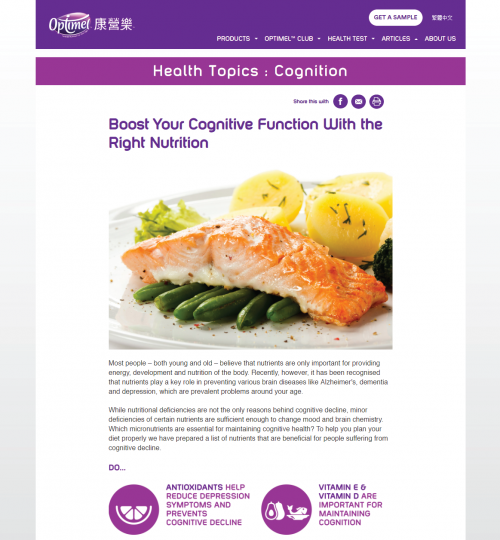 Optimel 康營樂
GET A SAMPLE
繁體中文
PRODUCTS OPTIMEL™ CLUB HEALTH TEST ARTICLES ABOUT US
Health Topics : Cognition
Share this with
Boost Your Cognitive Function With the
Right Nutrition
Most people – both young and old – believe that nutrients are only important for providing
energy, development and nutrition of the body. Recently, however, it has been recognised
that nutrients play a key role in preventing various brain diseases like Alzheimer's, dementia
and depression, which are prevalent problems around your age.
While nutritional deficiencies are not the only reasons behind cognitive decline, minor
deficiencies of certain nutrients are sufficient enough to change mood and brain chemistry.
Which micronutrients are essential for maintaining cognitive health? To help you plan your
diet properly we have prepared a list of nutrients that are beneficial for people suffering from
cognitive decline.
DO...
ANTIOXIDANTS HELP
REDUCE DEPRESSION
SYMPTOMS AND
PREVENTS
COGNITIVE DECLINE
VITAMIN E &
VITAMIN D ARE
IMPORTANT FOR
MAINTAINING
COGNITION